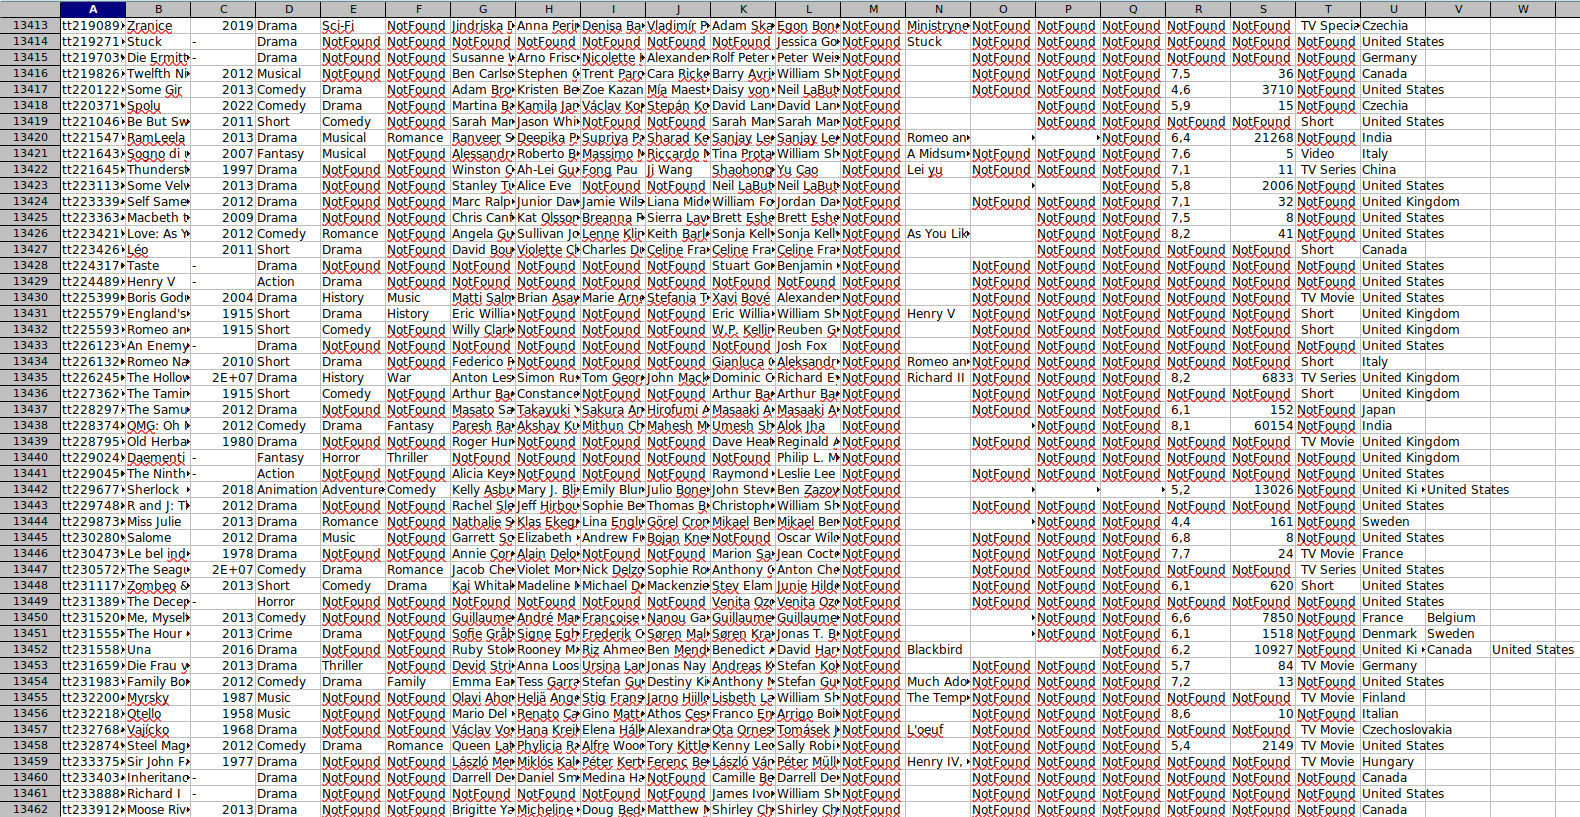 A B C D E F G H I J K L M N O P Q R S T U V W
13413 tt219089 Zranice 2019 Drama Sci-Fi NotFound Jindriska D Anna Peri Denisa Ba Vladimír P Adam Ska Egon Bon NotFound Ministryne NotFound NotFound NotFound NotFound NotFound TV Specia Czechia
13414 tt219271 Stuck - Drama NotFound NotFound NotFound NotFound NotFound NotFound NotFound Jessica Go NotFound Stuck NotFound NotFound NotFound NotFound NotFound NotFound United States
13415 tt219703 Die Ermitt - Drama NotFound NotFound Susanne Arno Frisc Nicolette Alexander Rolf Peter Peter Weis NotFound NotFound NotFound NotFound NotFound NotFound NotFound Germany
13416 tt219826 Twelfth Ni 2012 Musical NotFound NotFound Ben Carls Stephen Trent Parc Cara Ricke Barry Avri William Sh NotFound NotFound NotFound NotFound 7,5 36 NotFound Canada
13417 tt220122 Some Gir 2013 Comedy Drama NotFound Adam Bro Kristen Be Zoe Kazan Mía Maest Daisy von Neil LaBut NotFound NotFound NotFound NotFound 4,6 3710 NotFound United States
13418 tt220371 Spolu 2022 Comedy Drama NotFound Martina B Kamila Jan Václav Ko Stepán Ko David Lan David Lan NotFound NotFound NotFound 5,9 15 NotFound Czechia
13419 tt221046 Be But Sw 2011 Short Comedy NotFound Sarah Mar Jason Whi NotFound NotFound Sarah Mar Sarah Mar NotFound NotFound NotFound NotFound NotFound Short United States
13420 tt221547 RamLeela 2013 Drama Musical Romance Ranveer S Deepika P Supriya P Sharad Ke Sanjay Le Sanjay Le NotFound Romeo an NotFound 6,4 21268 NotFound India
13421 tt221643 Sogno di 2007 Fantasy Musical NotFound Alessandr Roberto B Massimo Riccardo Tina Prota William Sh NotFound A Midsum NotFound NotFound NotFound 7,6 5 Video Italy
13422 tt221645 Thunderst 1997 Drama NotFound NotFound Winston C Ah-Lei Gu Fong Pau Ji Wang Shaohong Yu Cao NotFound Lei yu NotFound NotFound NotFound 7,1 11 TV Series China
13423 tt223113 Some Velv 2013 Drama NotFound NotFound Stanley Tu Alice Eve NotFound NotFound Neil LaBut Neil LaBut NotFound NotFound 5,8 2006 NotFound United States
13424 tt223339 Self Same 2012 Drama NotFound NotFound Marc Ralp Junior Dav Jamie Wils Liana Mid William Fo Jordan Da NotFound NotFound NotFound NotFound 7,1 32 NotFound United Kingdom
13425 tt223363 Macbeth t 2009 Drama NotFound NotFound Chris Canf Kat Olsson Breanna F Sierra Lav Brett Eshe Brett Eshe NotFound NotFound NotFound 7,5 8 NotFound United States
13426 tt223421 Love: As Y 2012 Comedy Romance NotFound Angela Gu Sullivan Jo Lenne Klin Keith Barl Sonja Kell Sonja Kell NotFound As You Lik NotFound NotFound 8,2 41 NotFound United States
13427 tt223426 Léo 2011 Short Drama NotFound David Bou Violette C Charles D Celine Fra Celine Fra Celine Fra NotFound NotFound NotFound NotFound NotFound Short Canada
13428 tt224317 Taste - Drama NotFound NotFound NotFound NotFound NotFound NotFound Stuart Go Benjamin NotFound NotFound NotFound NotFound NotFound NotFound NotFound United States
13429 tt224489 Henry V - Action Drama NotFound NotFound NotFound NotFound NotFound NotFound NotFound NotFound NotFound NotFound NotFound NotFound NotFound NotFound United States
13430 tt225399 Boris God 2004 Drama History Music Matti Salm Brian Asav Marie Arn Stefania T Xavi Bové Alexander NotFound NotFound NotFound NotFound NotFound NotFound TV Movie United States
13431 tt225579 England's 1915 Short Drama History Eric Willia NotFound NotFound NotFound Eric Willia William Sh NotFound Henry V NotFound NotFound NotFound NotFound NotFound Short United Kingdom
13432 tt225593 Romeo an 1915 Short Comedy NotFound Willy Clark NotFound NotFound NotFound W.P. Kellin Reuben G NotFound NotFound NotFound NotFound NotFound NotFound Short United Kingdom
13433 tt226123 An Enemy - Drama NotFound NotFound NotFound NotFound NotFound NotFound NotFound Josh Fox NotFound NotFound NotFound NotFound NotFound NotFound NotFound United States
13434 tt226132 Romeo Na 2010 Short Drama NotFound Federico F NotFound NotFound NotFound Gianluca Aleksandr NotFound Romeo an NotFound NotFound NotFound NotFound NotFound Short Italy
13435 tt226245 The Hollow 2E+07 Drama History War Anton Les Simon Ru Tom Geor John Mack Dominic C Richard E NotFound Richard II NotFound NotFound NotFound 8,2 6833 TV Series United Kingdom
13436 tt227362 The Tamin 1915 Short Comedy NotFound Arthur Ba Constance NotFound NotFound Arthur Ba Arthur Ba NotFound NotFound NotFound NotFound NotFound NotFound Short United Kingdom
13437 tt228297 The Samu 2012 Drama NotFound NotFound Masato Sa Takayuki Sakura An Hirofumi A Masaaki A Masaaki A NotFound NotFound NotFound NotFound 6,1 152 NotFound Japan
13438 tt228374 OMG: Oh 2012 Comedy Drama Fantasy Paresh Ra Akshay Ku Mithun Ch Mahesh M Umesh Sh Alok Jha NotFound NotFound NotFound 8,1 60154 NotFound India
13439 tt228795 Old Herba 1980 Drama NotFound NotFound Roger Hu NotFound NotFound NotFound Dave Heat Reginald A NotFound NotFound NotFound NotFound NotFound NotFound TV Movie United Kingdom
13440 tt229024 Daementi - Fantasy Horror Thriller NotFound NotFound NotFound NotFound NotFound Philip L. M NotFound NotFound NotFound NotFound NotFound NotFound United Kingdom
13441 tt229045 The Ninth - Action NotFound NotFound Alicia Key NotFound NotFound NotFound Raymond Leslie Lee NotFound NotFound NotFound NotFound NotFound NotFound NotFound United States
13442 tt229677 Sherlock 2018 Animation Adventure Comedy Kelly Asbu Mary J. Bli Emily Blun Julio Bone John Stev Ben Zazov NotFound 5,2 13026 NotFound United Ki United States
13443 tt229748 R and J: Th 2012 Drama NotFound NotFound Rachel Sle Jeff Hirbou Sophie Be Thomas B Christoph William Sh NotFound NotFound NotFound NotFound NotFound NotFound NotFound United States
13444 tt229873 Miss Julie 2013 Drama Romance NotFound Nathalie S Klas Ekeg Lina Englu Görel Cron Mikael Ber Mikael Ber NotFound NotFound NotFound 4,4 161 NotFound Sweden
13445 tt230280 Salome 2012 Drama Music NotFound Garrett So Elizabeth Andrew F Bojan Kne NotFound Oscar Wil NotFound NotFound NotFound NotFound 6,8 8 NotFound United States
13446 tt230473 Le bel ind 1978 Drama NotFound NotFound Annie Cor Alain Delo NotFound NotFound Marion Sa Jean Coct NotFound NotFound NotFound NotFound 7,7 24 TV Movie France
13447 tt230572 The Seagu 2E+07 Comedy Drama Romance Jacob Che Violet Mor Nick Delzo Sophie Ro Anthony C Anton Che NotFound NotFound NotFound NotFound NotFound TV Series United States
13448 tt231117 Zombeo & 2013 Short Comedy Drama Kaj Whital Madeline Michael D Mackenzie Stev Elam Junie Hild NotFound NotFound NotFound NotFound 6,1 620 Short United States
13449 tt231389 The Decep - Horror NotFound NotFound NotFound NotFound NotFound NotFound Venita Ozo Venita Ozo NotFound NotFound NotFound NotFound NotFound NotFound NotFound United States
13450 tt231520 Me, Mysel 2013 Comedy NotFound NotFound Guillaume André Mar Françoise Nanou Ga Guillaume Guillaume NotFound NotFound NotFound 6,6 7850 NotFound France Belgium
13451 tt231555 The Hour 2013 Crime Drama NotFound Sofie Gråb Signe Egh Frederik C Søren Mal Søren Kra Jonas T. B NotFound NotFound NotFound 6,1 1518 NotFound Denmark Sweden
13452 tt231558 Una 2016 Drama NotFound NotFound Ruby Stok Rooney M Riz Ahmed Ben Mend Benedict A David Har NotFound Blackbird NotFound 6,2 10927 NotFound United Ki Canada United States
13453 tt231659 Die Frau v 2013 Drama Thriller NotFound Devid Stri Anna Loos Ursina Lar Jonas Nay Andreas K Stefan Ko NotFound NotFound NotFound NotFound 5,7 84 TV Movie Germany
13454 tt231983 Family Bo 2012 Comedy Drama Family Emma Ea Tess Garra Stefan Gu Destiny Ki Anthony Stefan Gu NotFound Much Ado NotFound NotFound NotFound 7,2 13 NotFound United States
13455 tt232200 Myrsky 1987 Music NotFound NotFound Olavi Ahor Heljä Ang Stig Frans Jarno Hiilo Lisbeth La William Sh NotFound The Temp NotFound NotFound NotFound NotFound NotFound TV Movie Finland
13456 tt232218 Otello 1958 Music NotFound NotFound Mario Del Renato Ca Gino Matt Athos Ces Franco En Arrigo Boi NotFound NotFound NotFound NotFound 8,6 10 NotFound Italian
13457 tt232768 Vajícko 1968 Drama NotFound NotFound Václav Vo Hana Krei Elena Háll Alexandra Ota Ornes Tomásek J NotFound L'oeuf NotFound NotFound NotFound NotFound NotFound TV Movie Czechoslovakia
13458 tt232874 Steel Mag 2012 Comedy Drama Romance Queen Lat Phylicia Ra Alfre Woo Tory Kittle Kenny Leo Sally Robi NotFound NotFound NotFound NotFound 5,4 2149 TV Movie United States
13459 tt233375 Sir John F 1977 Drama NotFound NotFound László Me Miklós Kal Péter Kert Ferenc Be László Vár Péter Müll NotFound Henry IV, NotFound NotFound NotFound NotFound NotFound TV Movie Hungary
13460 tt233403 Inheritanc - Drama NotFound NotFound Darrell De Daniel Sm Medina Ha NotFound Camille Be Darrell De NotFound NotFound NotFound NotFound NotFound NotFound NotFound Canada
13461 tt233888 Richard I - Drama NotFound NotFound NotFound NotFound NotFound NotFound James Ivo William Sh NotFound NotFound NotFound NotFound NotFound NotFound NotFound United States
13462 tt233912 Moose Riv 2013 Drama NotFound NotFound Brigitte Ya Micheline Doug Bed Matthew Shirley Ch Shirley Ch NotFound NotFound NotFound NotFound NotFound NotFound NotFound Canada